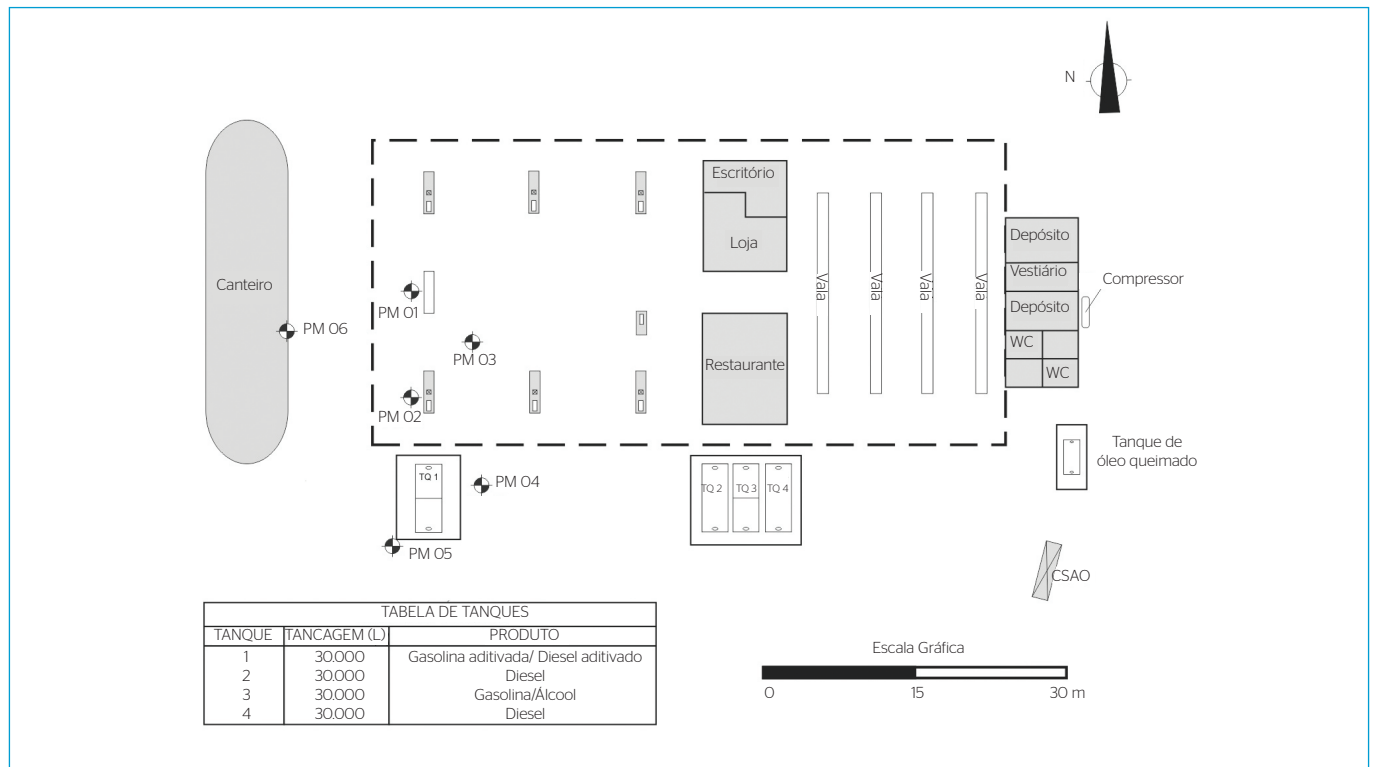 N
Escritório
Loja
Canteiro
Vala
Vala
Vala
Vala
Depósito
Vestiário
Depósito
WC
WC
Compressor
PM 01
PM 06
PM 03
Restaurante
PM 02
Tanque de
óleo queimado
TQ 1
PM 04
TQ 2
TQ 3
TQ 4
PM 05
CSAO
TABELA DE TANQUES
TANQUE TANCAGEM (L) PRODUTO
1 30.000 Gasolina aditivada/ Diesel aditivado
2 30.000 Diesel
3 30.000 Gasolina/Álcool
4 30.000 Diesel
Escala Gráfica
0 15 30 m